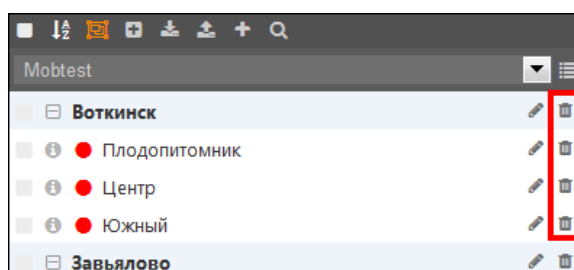 Mobtest
Воткинск
Плодопитомник
Центр
Южный
Завьялово